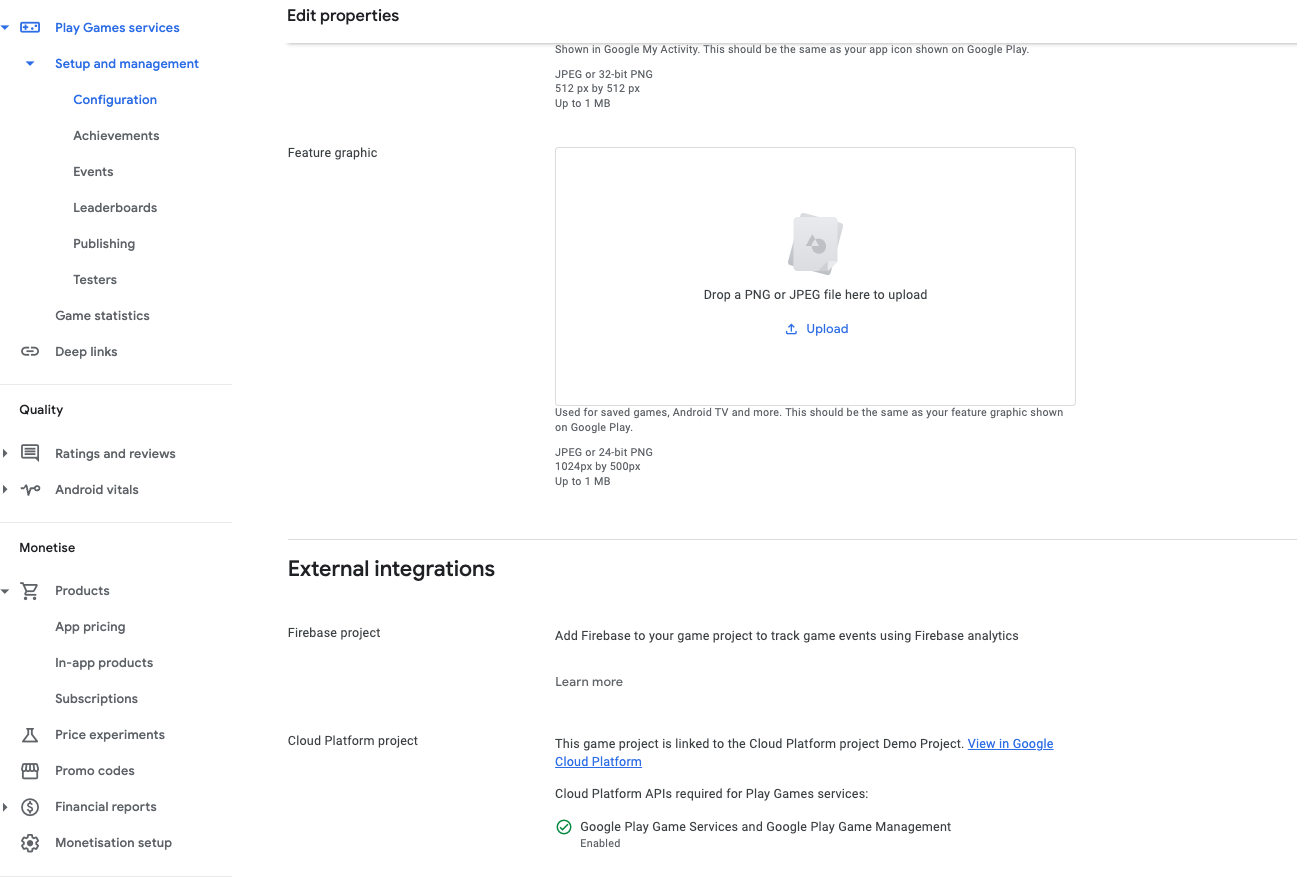 Play Games services
Setup and management
Configuration
Achievements
Events
Leaderboards
Publishing
Testers
Game statistics
Deep links
Quality
Ratings and reviews
Android vitals
Monetise
Products
App pricing
In-app products
Subscriptions
Price experiments
Promo codes
Financial reports
Monetisation setup
Edit properties
Shown in Google My Activity. This should be the same as your app icon shown on Google Play.
JPEG or 32-bit PNG
512 px by 512 px
Up to 1 MB
Feature graphic
Drop a PNG or JPEG file here to upload
Upload
Used for saved games, Android TV and more. This should be the same as your feature graphic shown
on Google Play.
JPEG or 24-bit PNG
1024px by 500px
Up to 1 MB
External integrations
Firebase project
Add Firebase to your game project to track game events using Firebase analytics
Learn more
Cloud Platform project
This game project is linked to the Cloud Platform project Demo Project. View in Google
Cloud Platform
Cloud Platform APIs required for Play Games services:
Google Play Game Services and Google Play Game Management
Enabled